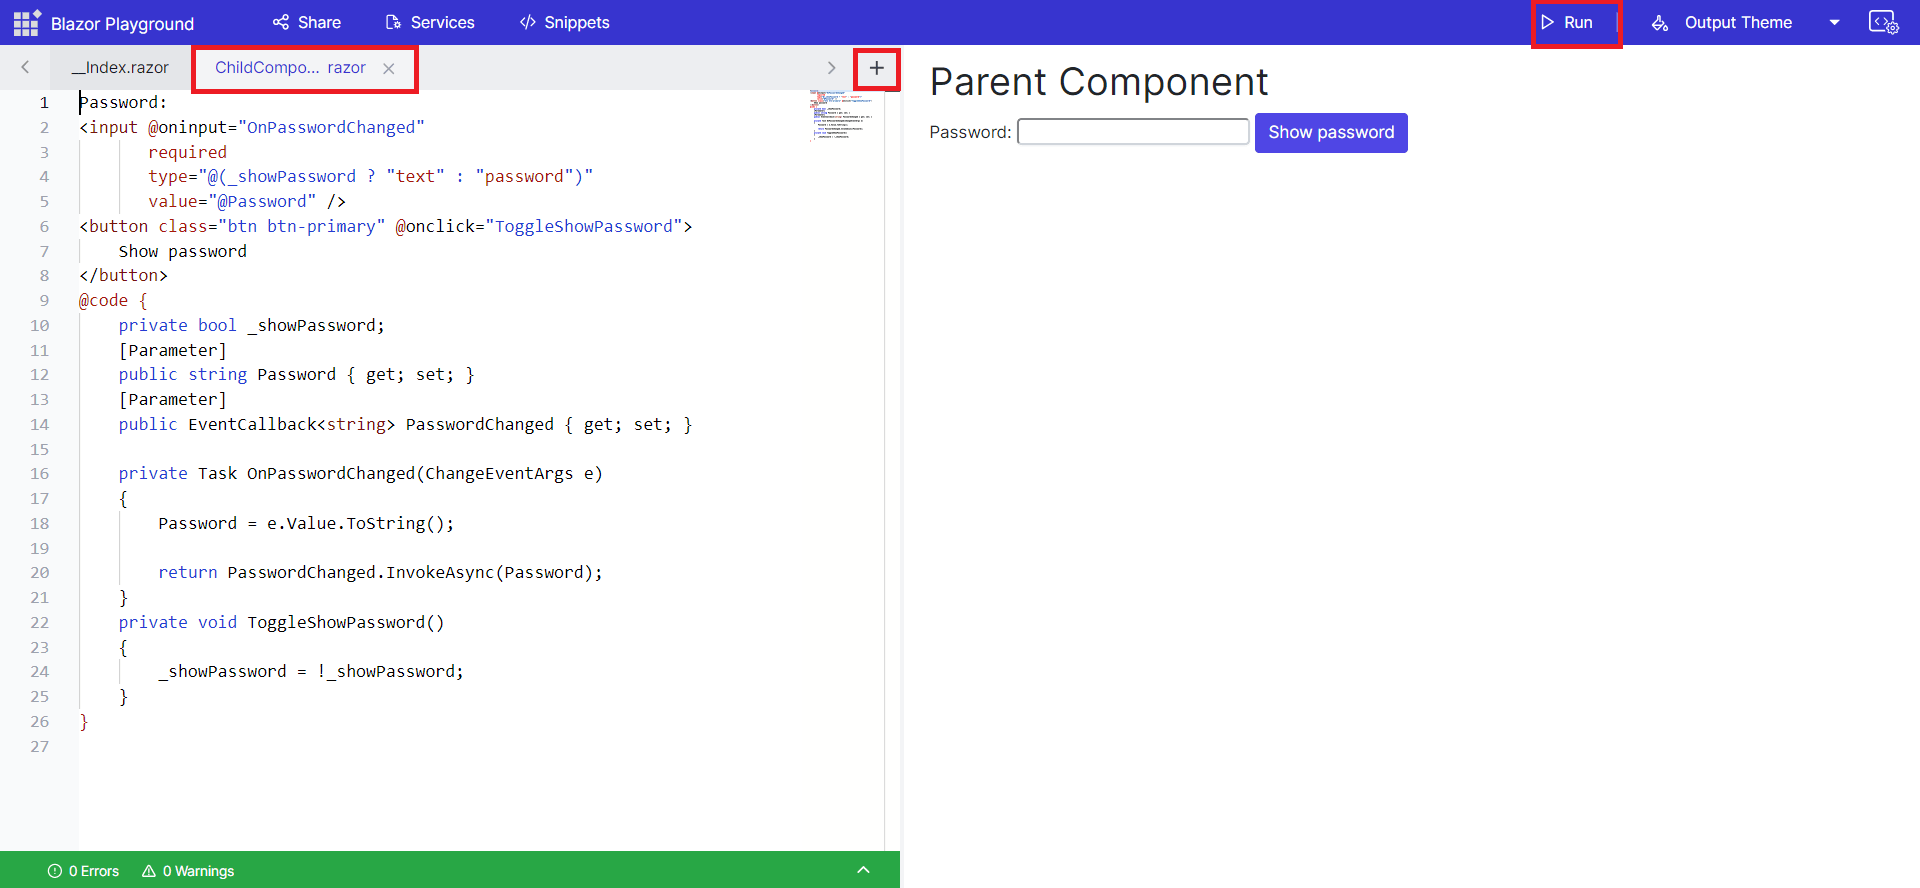 Blazor Playground Share Services Snippets Run Output Theme
__Index.razor ChildCompo... razor
1 Password:
2 <input @oninput="OnPasswordChanged"
3 required
4 type="@(_showPassword ? "text" : "password")"
5 value="@Password" />
6 <button class="btn btn-primary" @onclick="ToggleShowPassword">
7 Show password
8 </button>
9 @code {
10 private bool _showPassword;
11 [Parameter]
12 public string Password { get; set; }
13 [Parameter]
14 public EventCallback<string> PasswordChanged { get; set; }
15
16 private Task OnPasswordChanged(ChangeEventArgs e)
17 {
18 Password = e.Value.ToString();
19
20 return PasswordChanged.InvokeAsync(Password);
21 }
22 private void ToggleShowPassword()
23 {
24 _showPassword = !_showPassword;
25 }
26 }
27
0 Errors 0 Warnings
Parent Component
Password: Show password